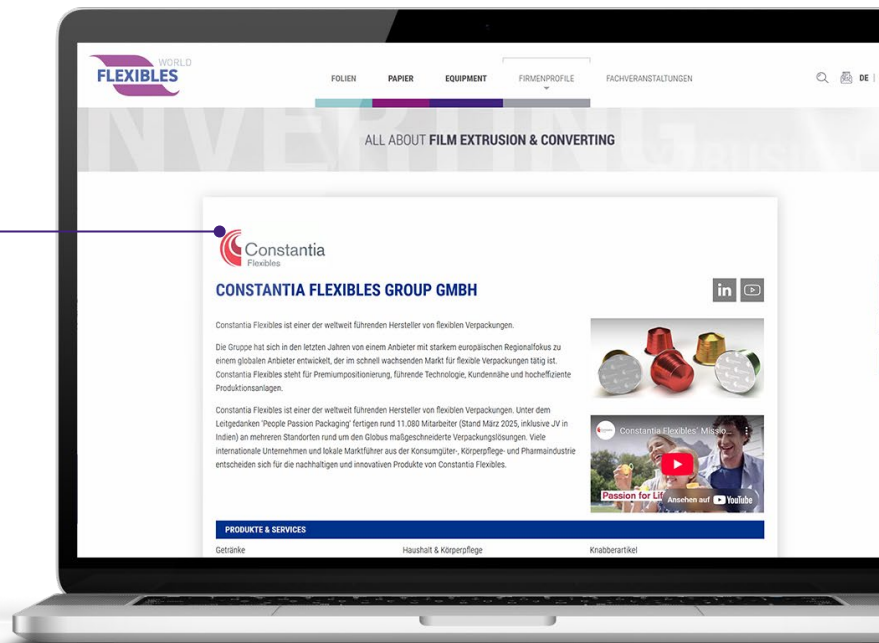 WORLD
FLEXIBLES
FOLIEN PAPIER EQUIPMENT FIRMENPROFILE FACHVERANSTALTUNGEN DE |
ALL ABOUT FILM EXTRUSION & CONVERTING
Constantia
Flexibles
CONSTANTIA FLEXIBLES GROUP GMBH
in
Constantia Flexibles ist einer der weltweit führenden Hersteller von flexiblen Verpackungen.
Die Gruppe hat sich in den letzten Jahren von einem Anbieter mit starkem europäischen Regionalfokus zu
einem globalen Anbieter entwickelt, der im schnell wachsenden Markt für flexible Verpackungen tätig ist.
Constantia Flexibles steht für Premiumpositionierung, führende Technologie, Kundennähe und hocheffiziente
Produktionsanlagen.
Constantia Flexibles ist einer der weltweit führenden Hersteller von flexiblen Verpackungen. Unter dem
Leitgedanken 'People Passion Packaging' fertigen rund 11.080 Mitarbeiter (Stand März 2025, inklusive JV in
Indien) an mehreren Standorten rund um den Globus maßgeschneiderte Verpackungslösungen. Viele
internationale Unternehmen und lokale Marktführer aus der Konsumgüter-, Körperpflege- und Pharmaindustrie
entscheiden sich für die nachhaltigen und innovativen Produkte von Constantia Flexibles.
Constantia Flexibles' Missio...
Passion for Lif
Ansehen auf YouTube
PRODUKTE & SERVICES
Getränke Haushalt & Körperpflege Knabberartikel